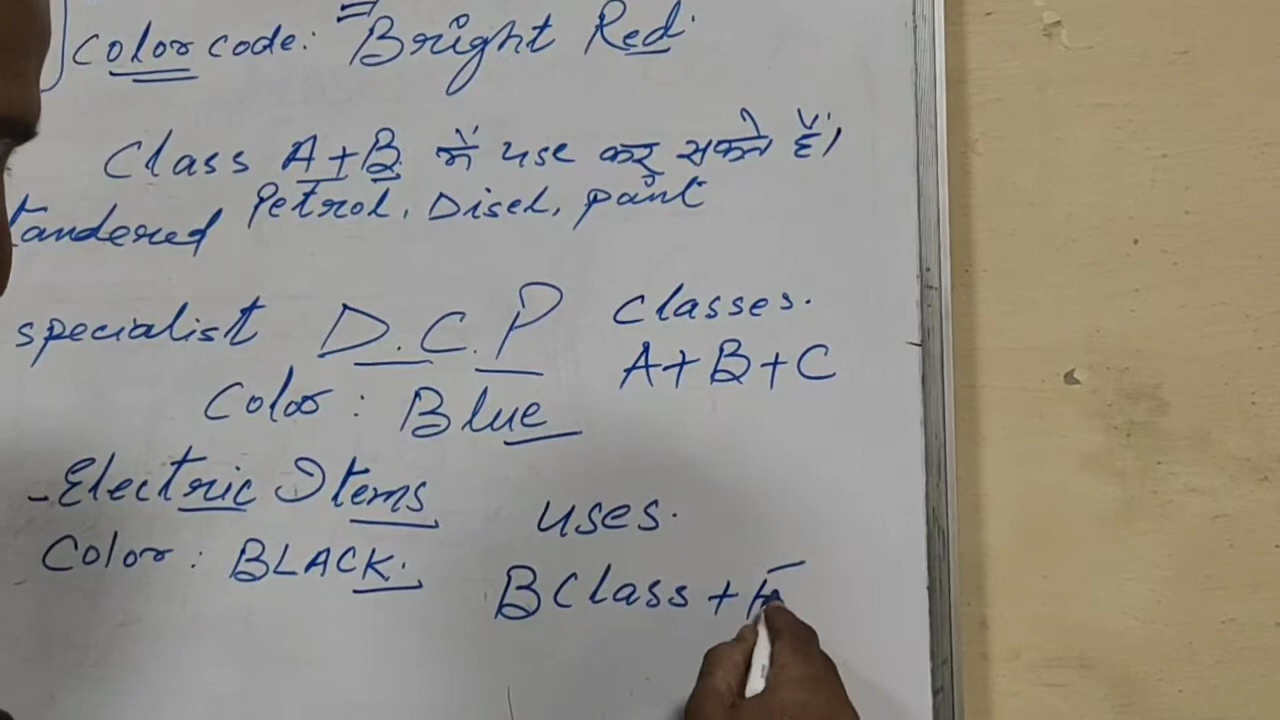 Color code: = Bright Red
Class A+B में use कर सकते हैं।
Petrol, Disel, paint
tandered
specialist D.C.P classes.
A+B+C
Color : Blue
-Electric Items uses.
Color : BLACK.
B Class +